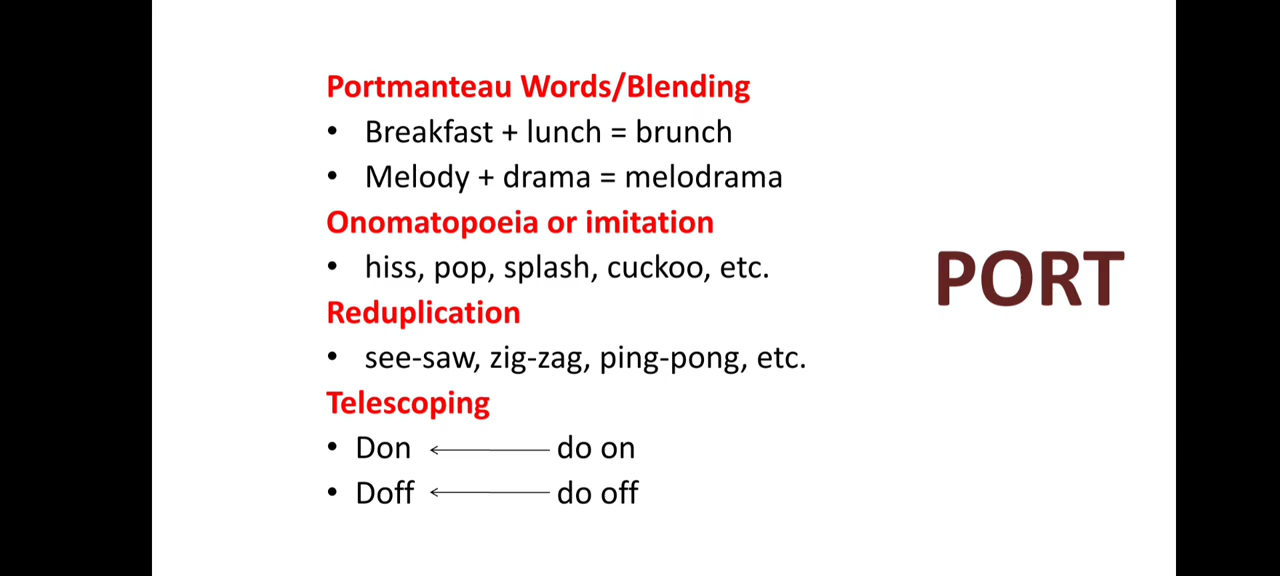 Portmanteau Words/Blending
• Breakfast + lunch = brunch
• Melody + drama = melodrama
Onomatopoeia or imitation
• hiss, pop, splash, cuckoo, etc.
Reduplication
• see-saw, zig-zag, ping-pong, etc.
Telescoping
• Don ← do on
• Doff ← do off
PORT